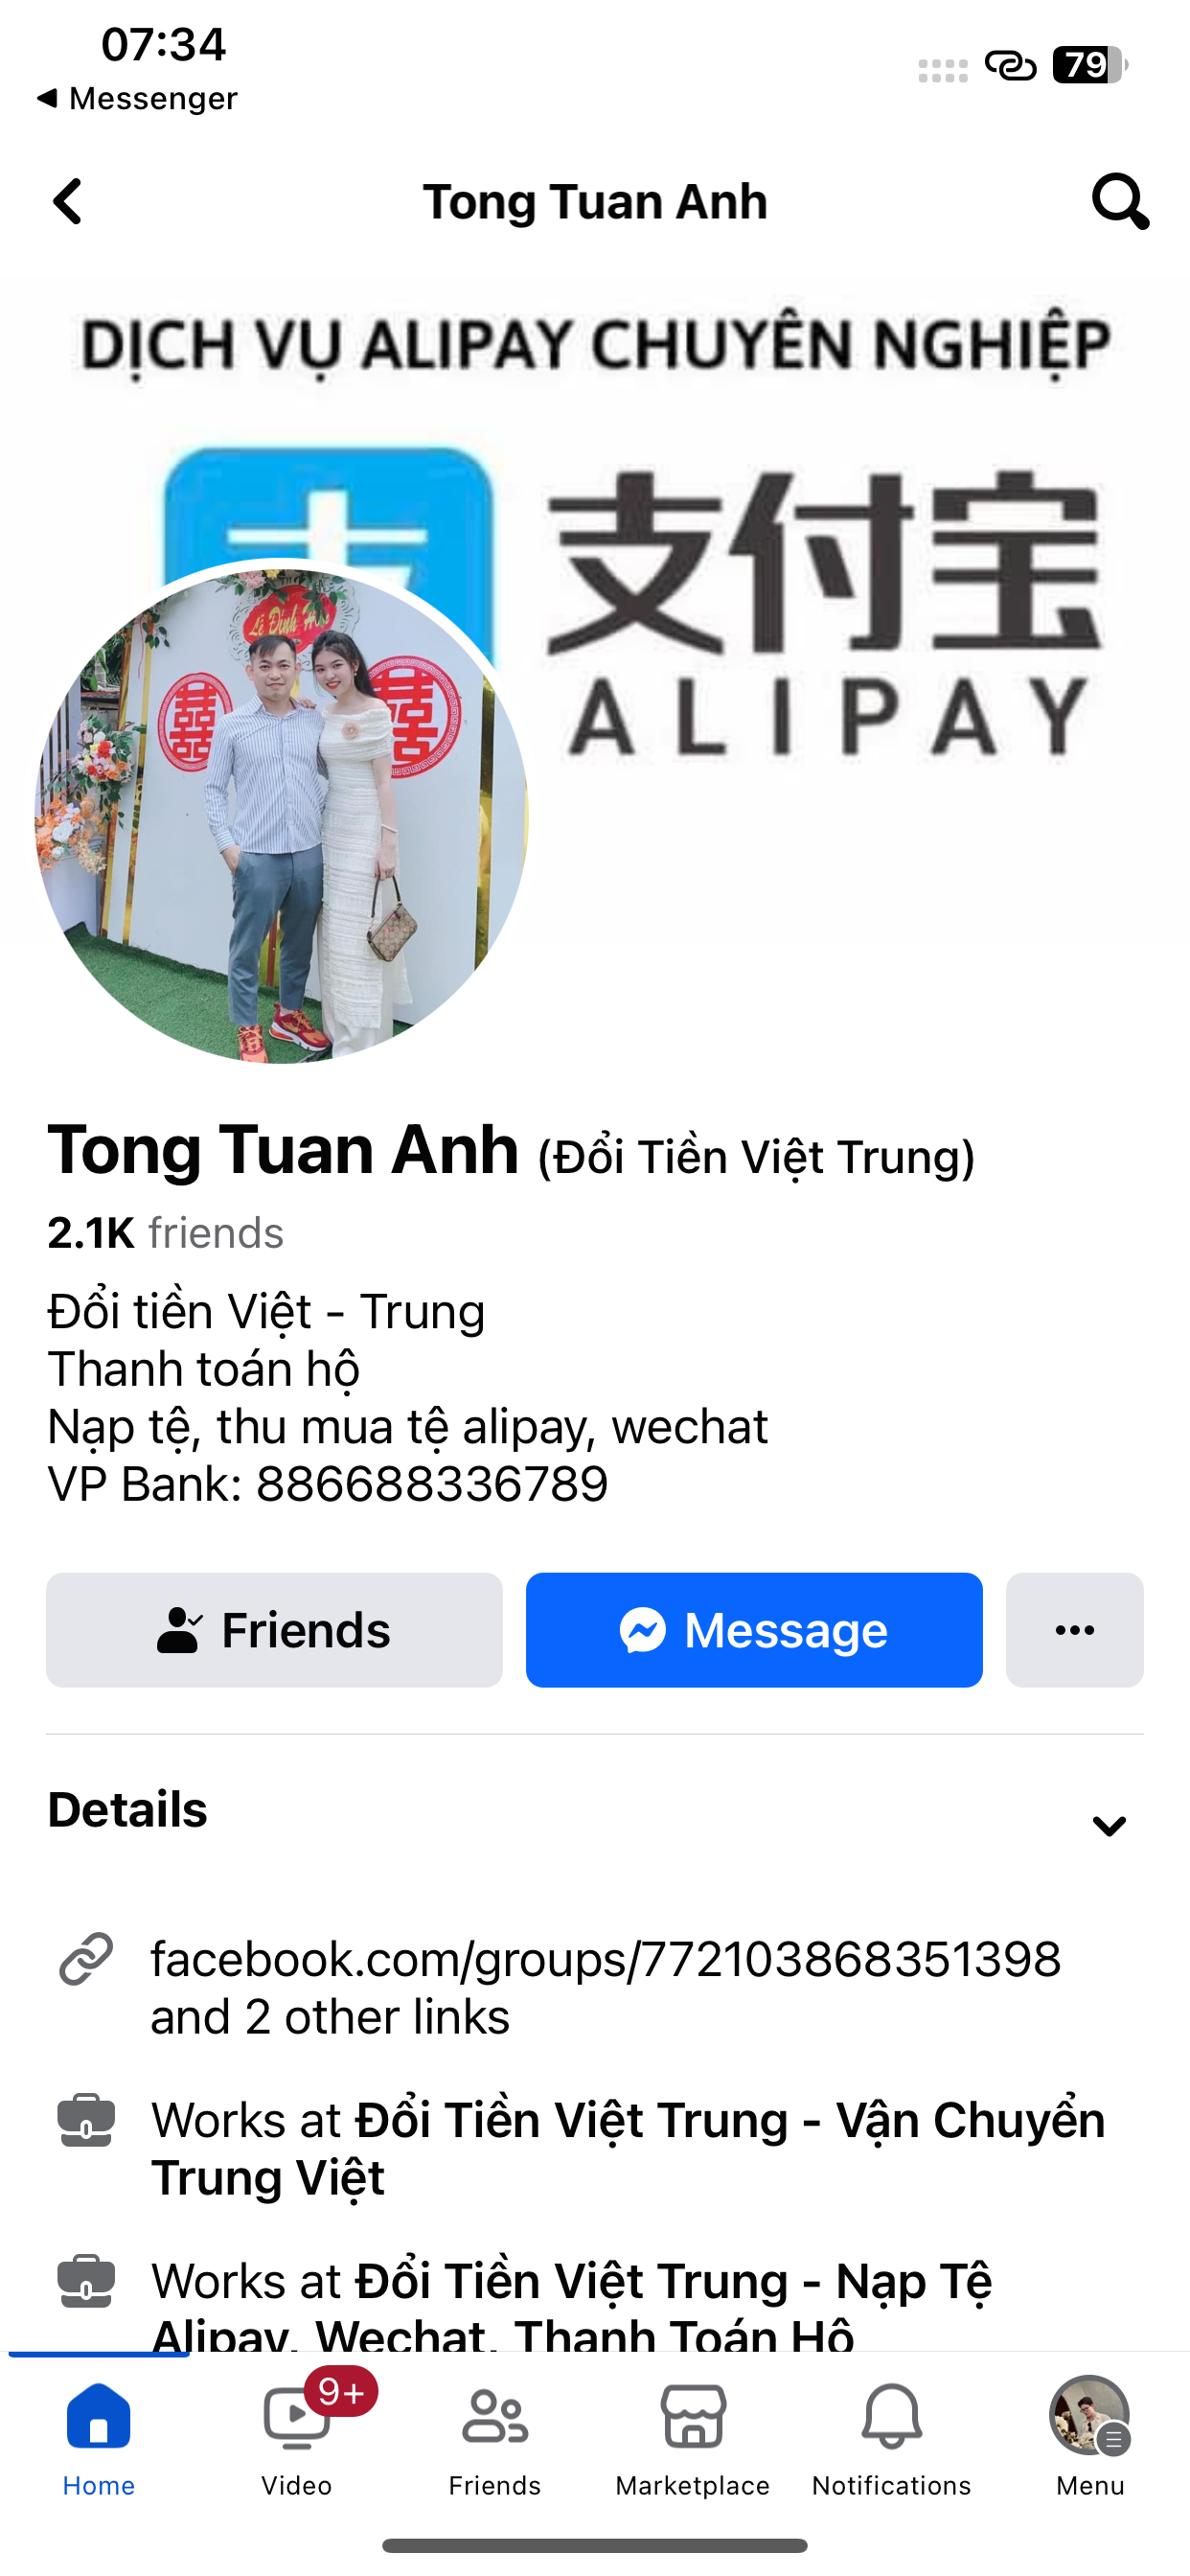 07:34
79
Messenger
Tong Tuan Anh
DỊCH VỤ ALIPAY CHUYÊN NGHIỆP
支付宝
ALIPAY
Lễ Đính Hôn
囍 囍
Tong Tuan Anh (Đổi Tiền Việt Trung)
2.1K friends
Đổi tiền Việt - Trung
Thanh toán hộ
Nạp tệ, thu mua tệ alipay, wechat
VP Bank: 886688336789
Friends
Message
Details
facebook.com/groups/772103868351398
and 2 other links
Works at Đổi Tiền Việt Trung - Vận Chuyển
Trung Việt
Works at Đổi Tiền Việt Trung - Nạp Tệ
Alipay, Wechat, Thanh Toán Hộ
9+
Home
Video
Friends
Marketplace
Notifications
Menu